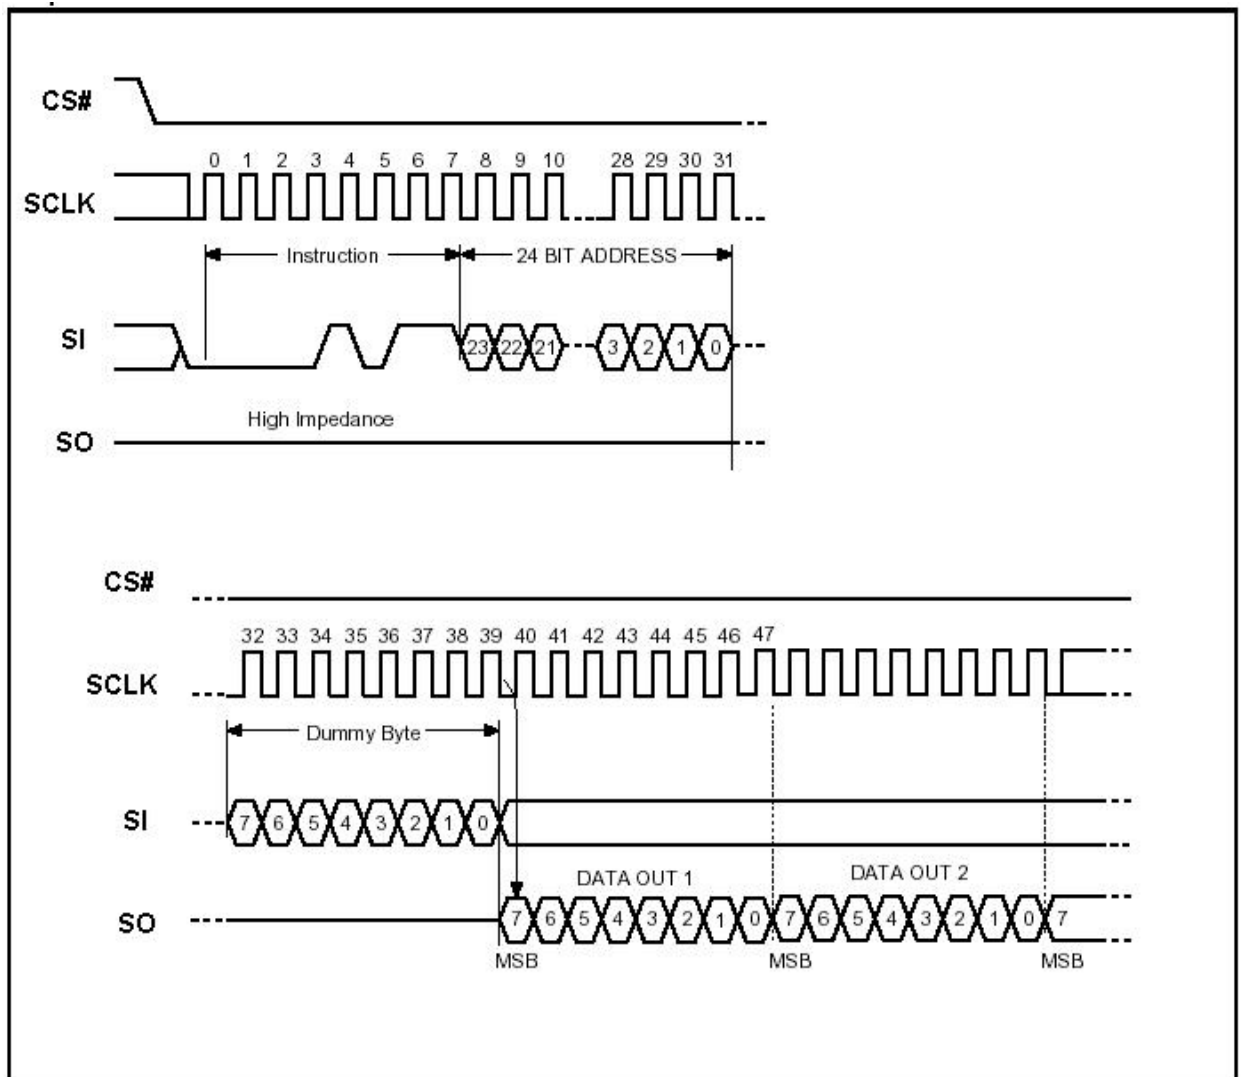 CS#
0 1 2 3 4 5 6 7 8 9 10 28 29 30 31
SCLK
Instruction 24 BIT ADDRESS
SI
23 22 21 3 2 1 0
High Impedance
SO
CS#
32 33 34 35 36 37 38 39 40 41 42 43 44 45 46 47
SCLK
Dummy Byte
SI
7 6 5 4 3 2 1 0
DATA OUT 1 DATA OUT 2
SO
7 6 5 4 3 2 1 0 7 6 5 4 3 2 1 0 7
MSB MSB MSB